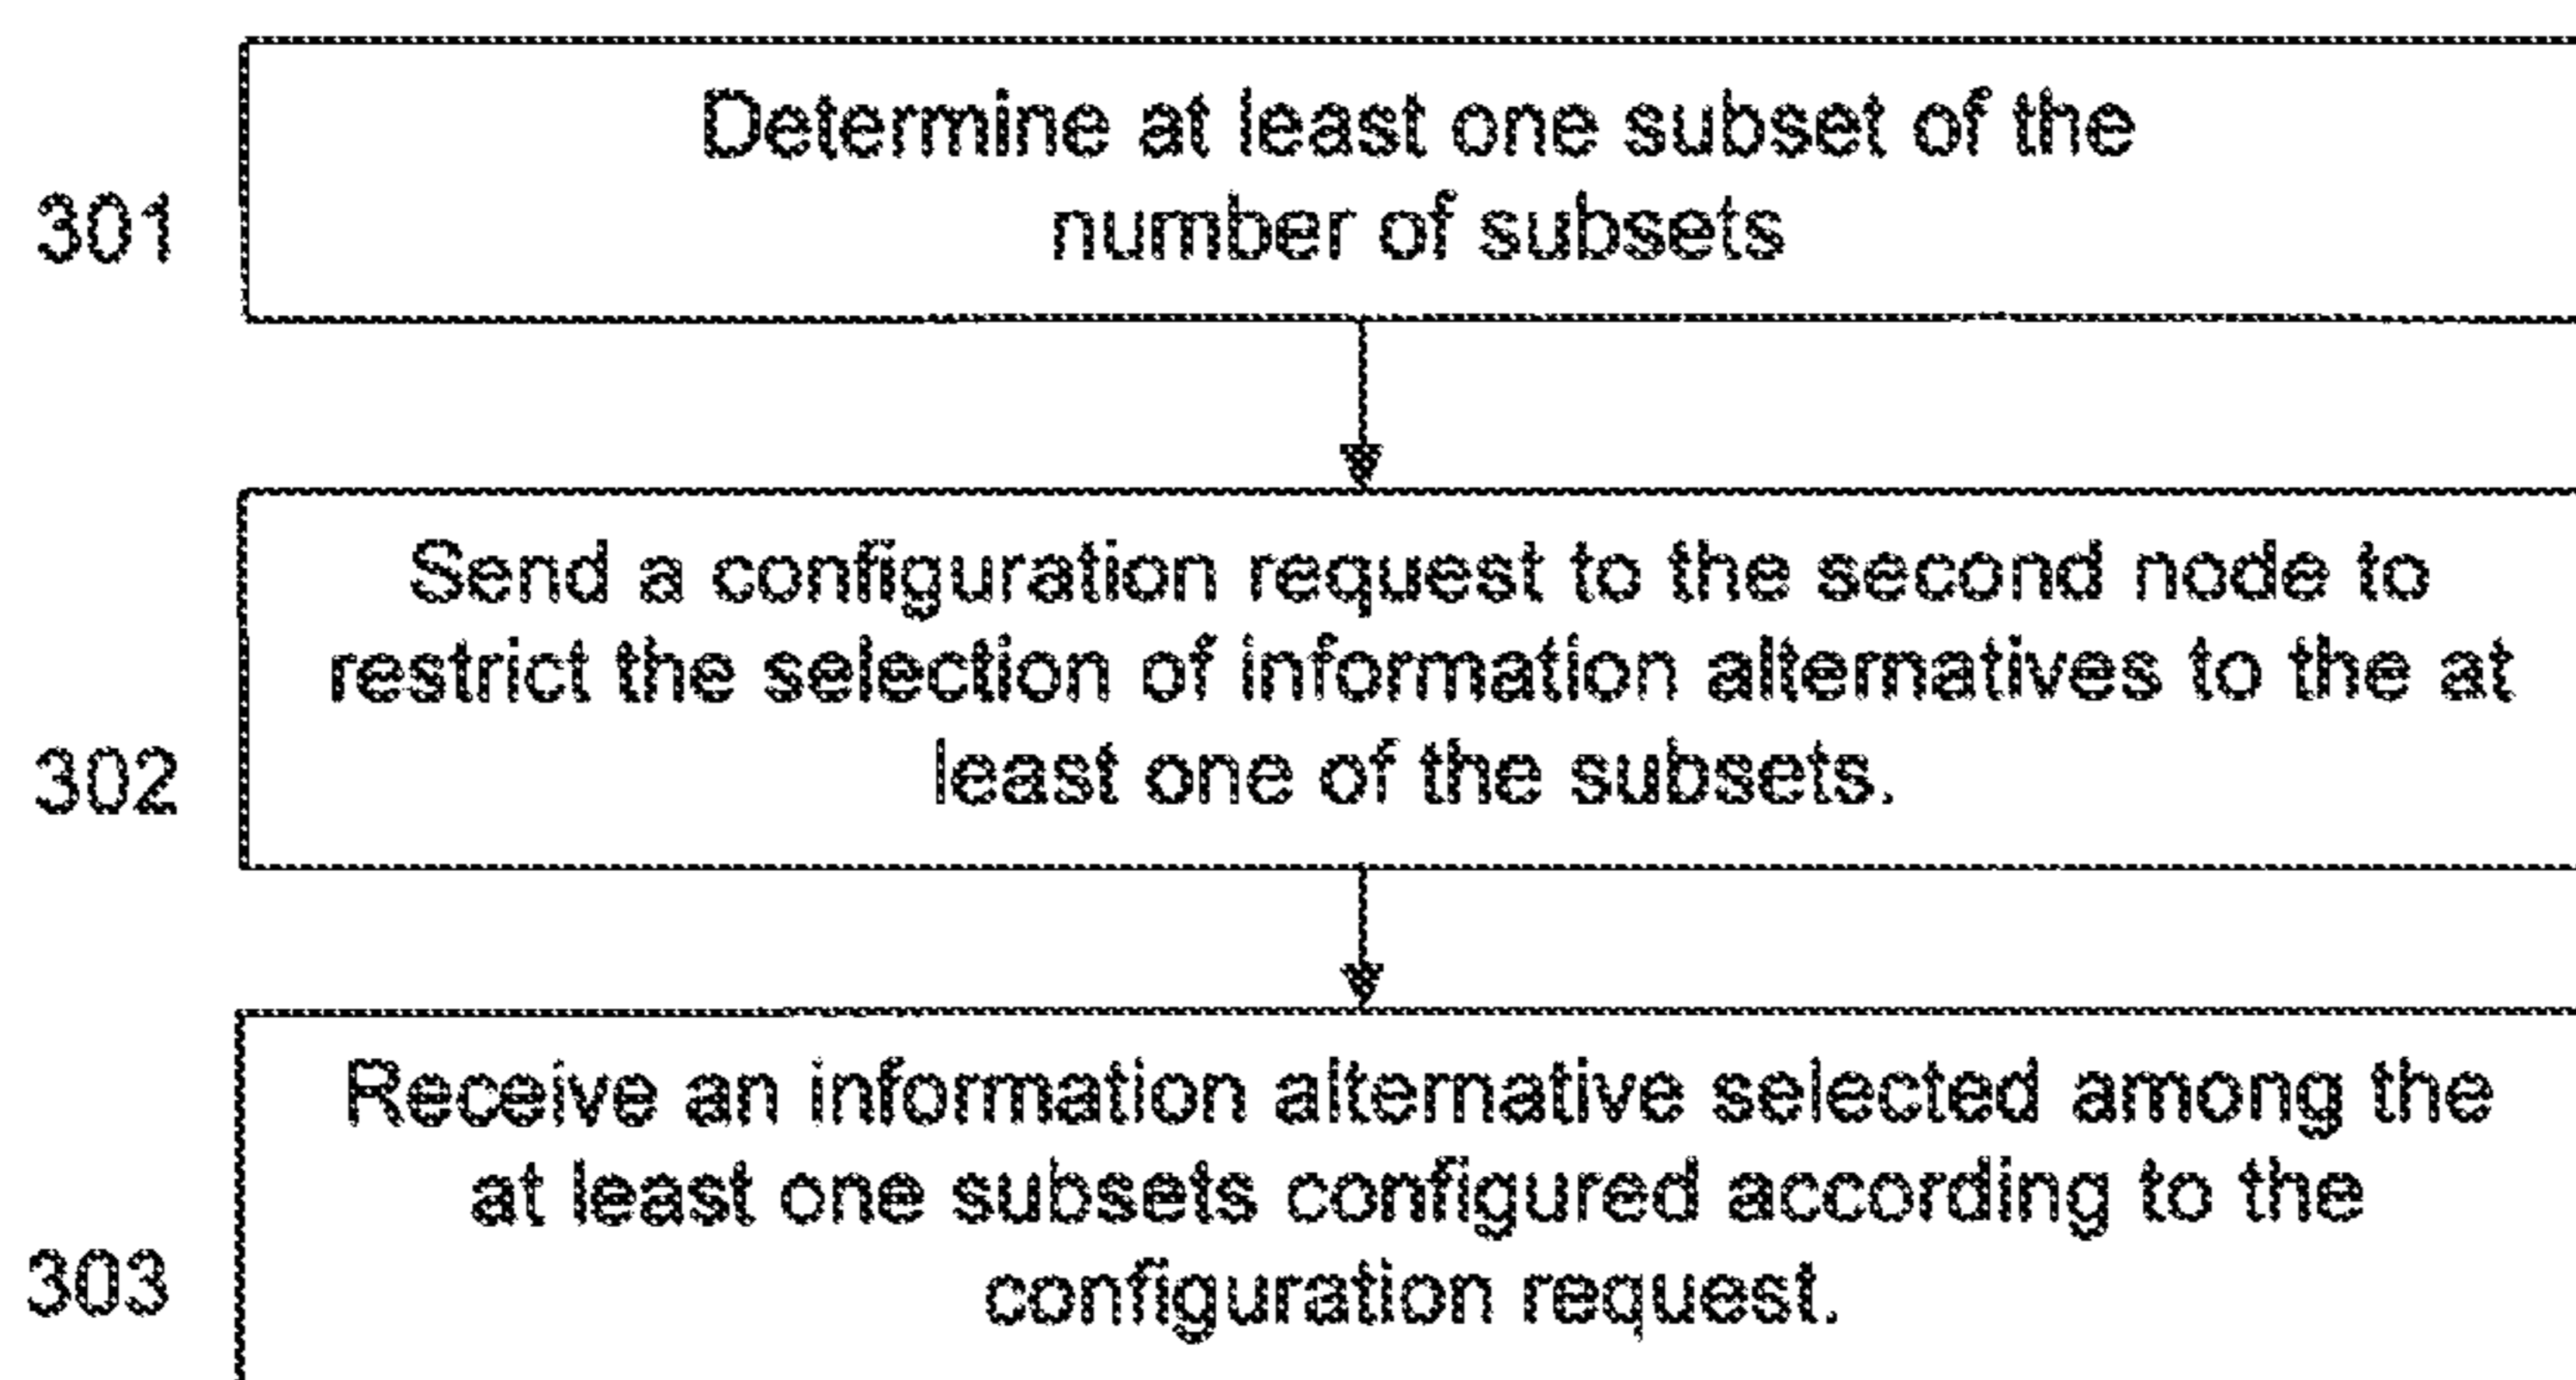 Determine at least one subset of the
301
number of subsets
Send a configuration request to the second node to
restrict the selection of information alternatives to the at
302
least one of the subsets.
Receive an information alternative selected among the
at least one subsets configured according to the
303
configuration request.